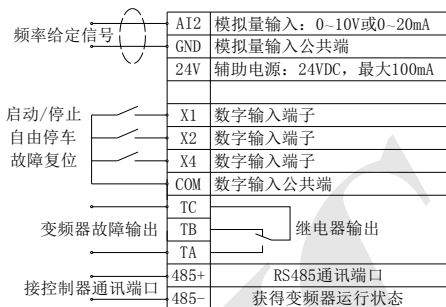 频率给定信号
AI2 模拟量输入：0~10V或0~20mA
GND 模拟量输入公共端
24V 辅助电源：24VDC，最大100mA
启动/停止 X1 数字输入端子
自由停车 X2 数字输入端子
故障复位 X4 数字输入端子
COM 数字输入公共端
TC
变频器故障输出 TB 继电器输出
TA
接控制器通讯端口
485+ RS485通讯端口
485- 获得变频器运行状态